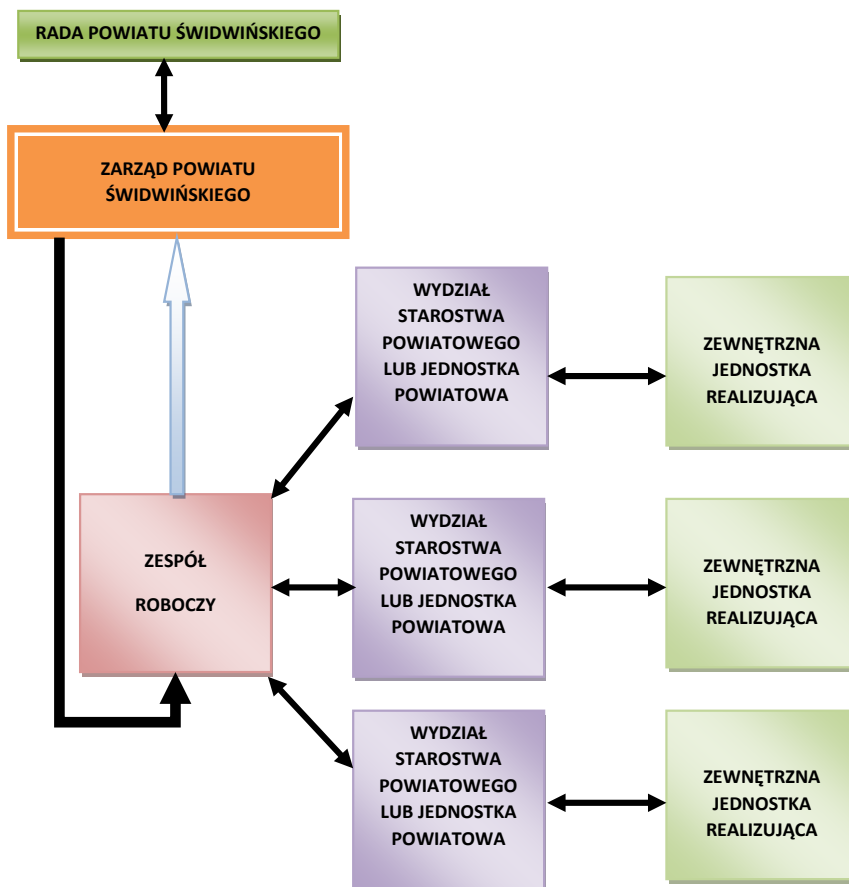 RADA POWIATU ŚWIDWIŃSKIEGO
ZARZĄD POWIATU
ŚWIDWIŃSKIEGO
WYDZIAŁ
STAROSTWA
POWIATOWEGO
LUB JEDNOSTKA
POWIATOWA
ZEWNĘTRZNA
JEDNOSTKA
REALIZUJĄCA
ZESPÓŁ
ROBOCZY
WYDZIAŁ
STAROSTWA
POWIATOWEGO
LUB JEDNOSTKA
POWIATOWA
ZEWNĘTRZNA
JEDNOSTKA
REALIZUJĄCA
WYDZIAŁ
STAROSTWA
POWIATOWEGO
LUB JEDNOSTKA
POWIATOWA
ZEWNĘTRZNA
JEDNOSTKA
REALIZUJĄCA